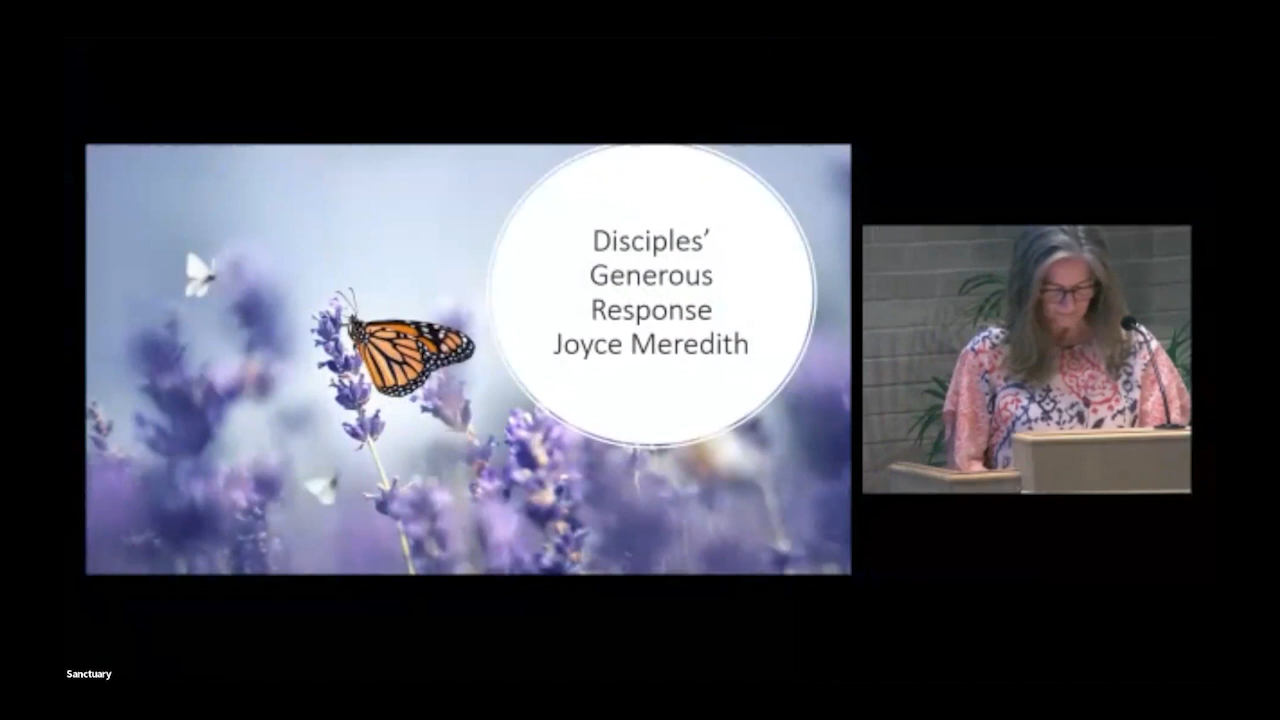 Disciples’
Generous
Response
Joyce Meredith
Sanctuary